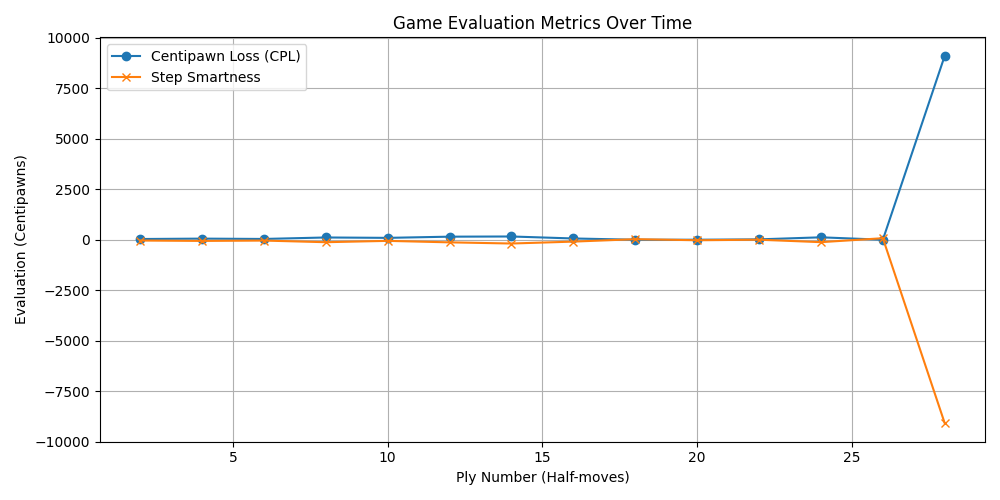 Game Evaluation Metrics Over Time
Centipawn Loss (CPL)
Step Smartness
Evaluation (Centipawns)
10000
7500
5000
2500
0
−2500
−5000
−7500
−10000
5
10
15
20
25
Ply Number (Half-moves)